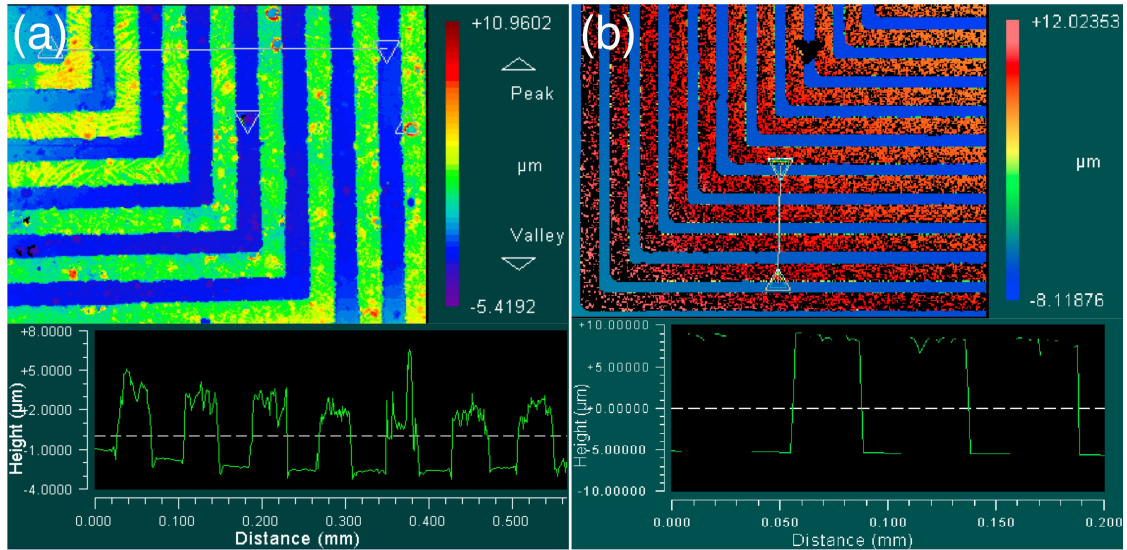 (a)
+10.9602
Peak
µm
Valley
-5.4192
+8.0000
+5.0000
+2.0000
-1.0000
-4.0000
Height (µm)
0.000
0.100
0.200
0.300
0.400
0.500
Distance (mm)
(b)
+12.02353
µm
-8.11876
+10.00000
+5.00000
+0.00000
-5.00000
-10.00000
Height (µm)
0.000
0.050
0.100
0.150
0.200
Distance (mm)